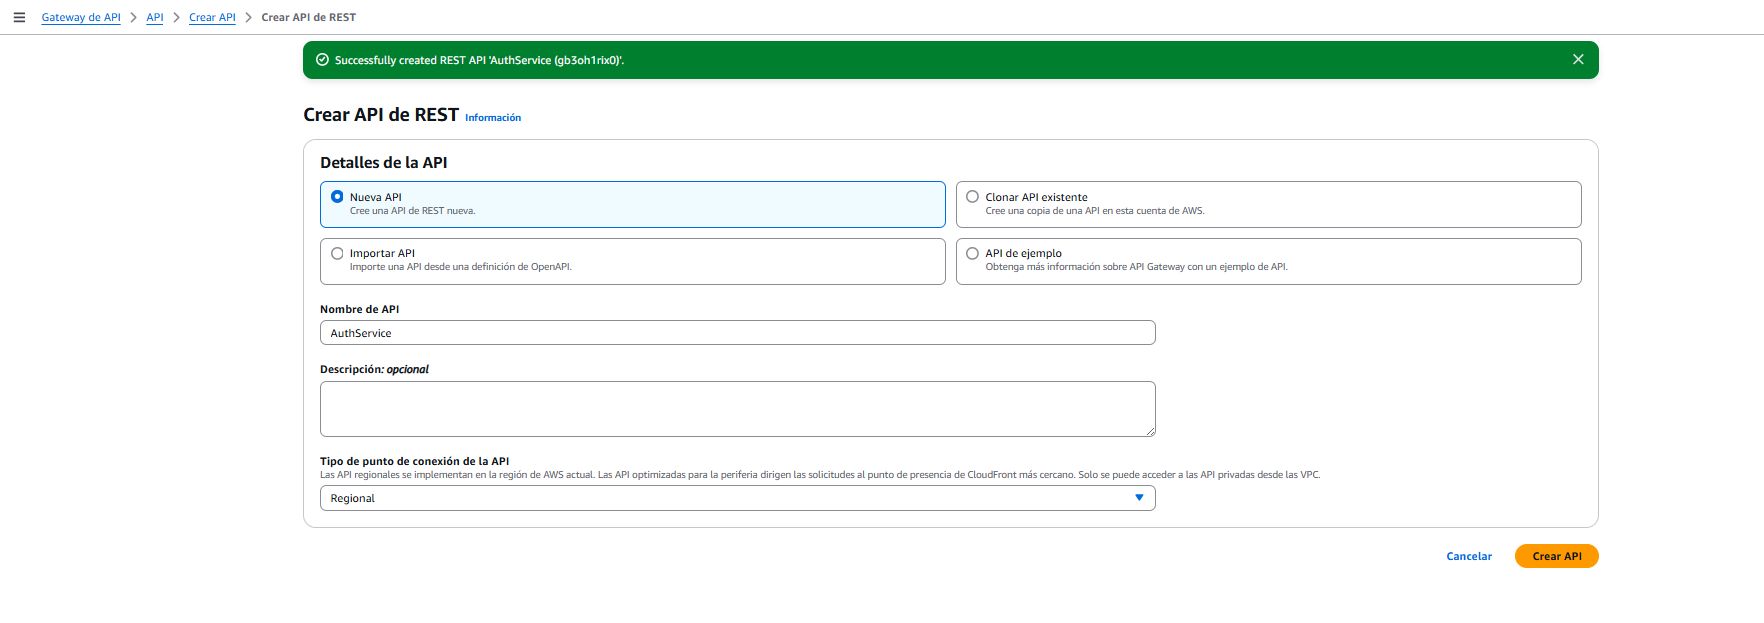 Gateway de API > API > Crear API > Crear API de REST
Successfully created REST API 'AuthService (gb3oh1rix0)'.
Crear API de REST Información
Detalles de la API
Nueva API
Cree una API de REST nueva.
Clonar API existente
Cree una copia de una API en esta cuenta de AWS.
Importar API
Importe una API desde una definición de OpenAPI.
API de ejemplo
Obtenga más información sobre API Gateway con un ejemplo de API.
Nombre de API
AuthService
Descripción: opcional
Tipo de punto de conexión de la API
Las API regionales se implementan en la región de AWS actual. Las API optimizadas para la periferia dirigen las solicitudes al punto de presencia de CloudFront más cercano. Solo se puede acceder a las API privadas desde las VPC.
Regional
Cancelar Crear API